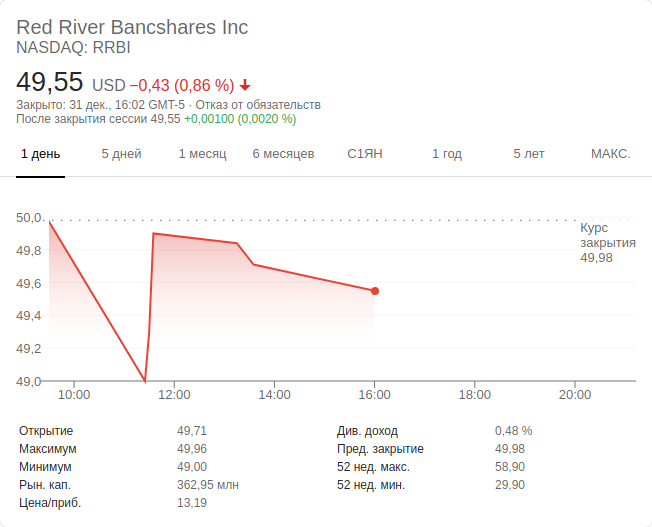 Red River Bancshares Inc
NASDAQ: RRBI
49,55 USD −0,43 (0,86 %)
Закрыто: 31 дек., 16:02 GMT-5 · Отказ от обязательств
После закрытия сессии 49,55 +0,00100 (0,0020 %)
1 день 5 дней 1 месяц 6 месяцев С1ЯН 1 год 5 лет МАКС.
50,0
49,8
49,6
49,4
49,2
49,0
Курс
закрытия
49,98
10:00 12:00 14:00 16:00 18:00 20:00
Открытие 49,71
Максимум 49,96
Минимум 49,00
Рын. кап. 362,95 млн
Цена/приб. 13,19
Див. доход 0,48 %
Пред. закрытие 49,98
52 нед. макс. 58,90
52 нед. мин. 29,90